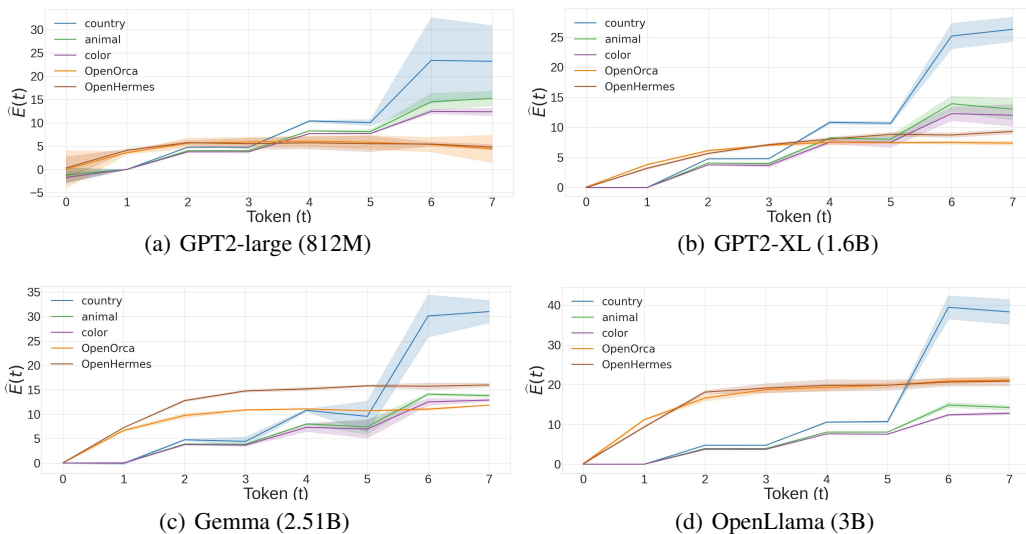 30
25
20
15
10
5
0
−5
Ê(t)
country
animal
color
OpenOrca
OpenHermes
0 1 2 3 4 5 6 7
Token (t)
(a) GPT2-large (812M)
25
20
15
10
5
0
Ê(t)
country
animal
color
OpenOrca
OpenHermes
0 1 2 3 4 5 6 7
Token (t)
(b) GPT2-XL (1.6B)
35
30
25
20
15
10
5
0
Ê(t)
country
animal
color
OpenOrca
OpenHermes
0 1 2 3 4 5 6 7
Token (t)
(c) Gemma (2.51B)
40
30
20
10
0
Ê(t)
country
animal
color
OpenOrca
OpenHermes
0 1 2 3 4 5 6 7
Token (t)
(d) OpenLlama (3B)